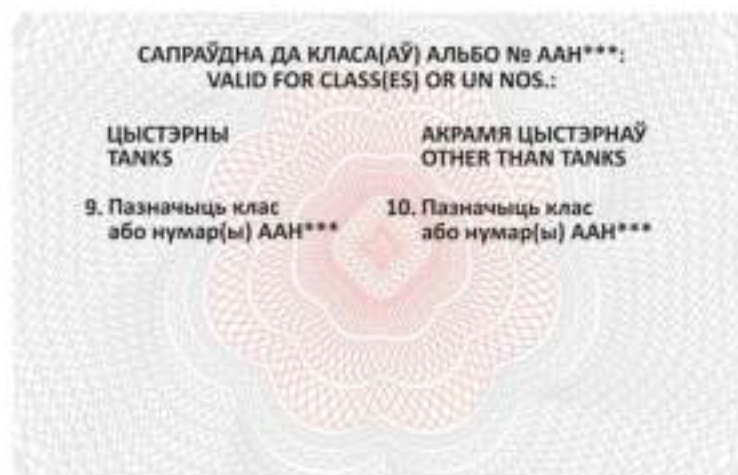 САПРАЎДНА ДА КЛАСА(АЎ) АЛЬБО № ААН***:
VALID FOR CLASS(ES) OR UN NOS.:
ЦЫСТЭРНЫ
TANKS
АКРАМЯ ЦЫСТЭРНАЎ
OTHER THAN TANKS
9. Пазначыць клас
або нумар(ы) ААН***
10. Пазначыць клас
або нумар(ы) ААН***